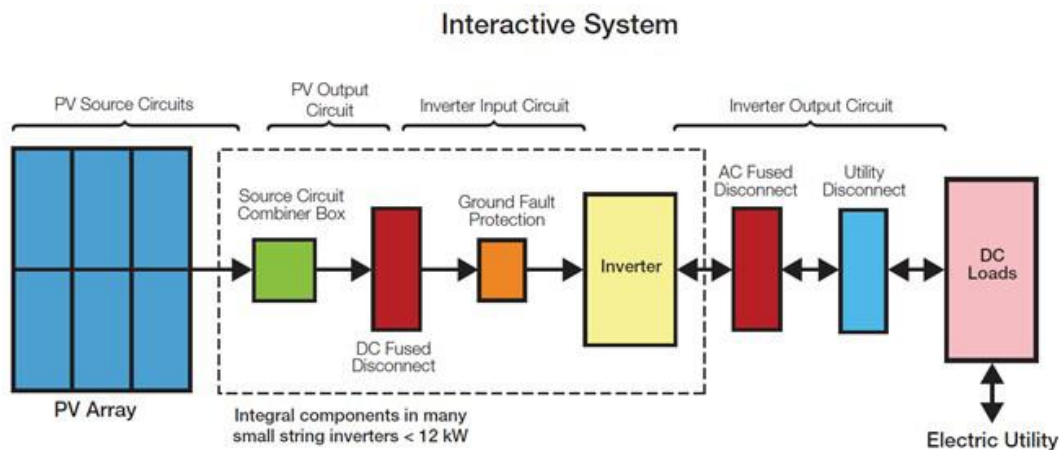 Interactive System
PV Source Circuits
PV Output
Circuit
Inverter Input Circuit
Inverter Output Circuit
Source Circuit
Combiner Box
Ground Fault
Protection
AC Fused
Disconnect
Utility
Disconnect
Inverter
DC
Loads
DC Fused
Disconnect
PV Array
Integral components in many
small string inverters < 12 kW
Electric Utility